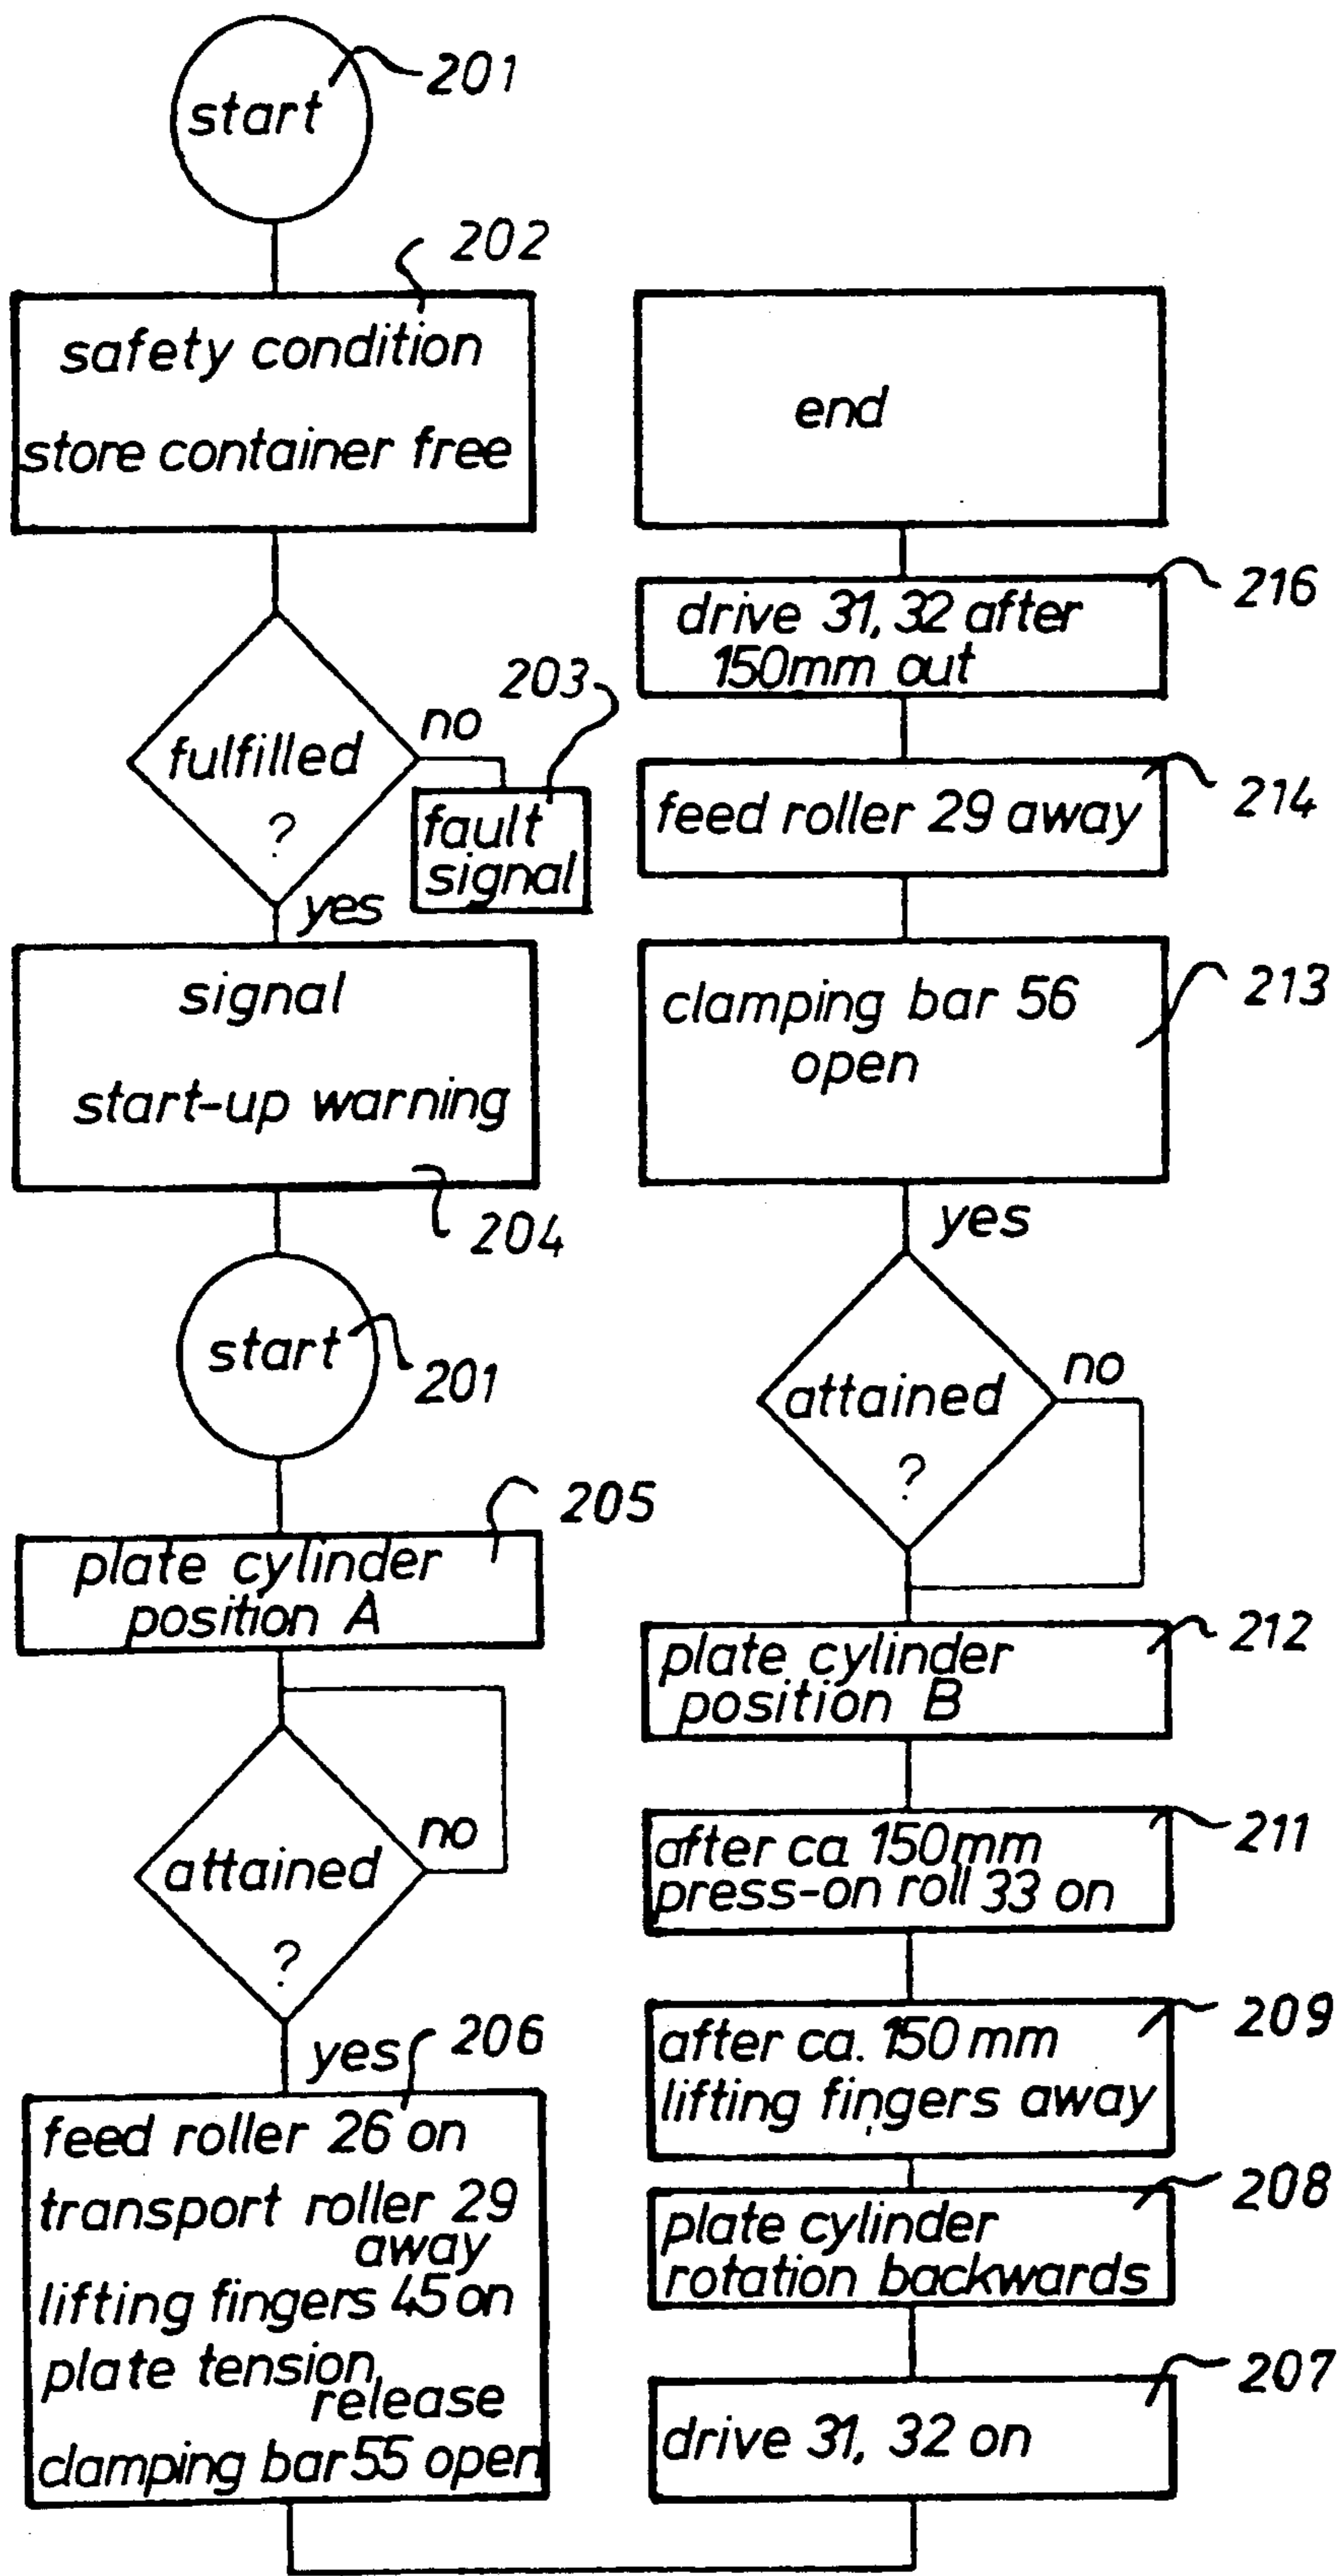 start
201
202
safety condition
store container free
fulfilled
?
no
203
fault
signal
yes
signal
start-up warning
204
start
201
205
plate cylinder
position A
attained
?
no
yes
206
feed roller 26 on
transport roller 29
away
lifting fingers 45 on
plate tension
release
clamping bar 55 open
end
216
drive 31, 32 after
150mm out
214
feed roller 29 away
213
clamping bar 56
open
yes
attained
?
no
212
plate cylinder
position B
211
after ca 150mm
press-on roll 33 on
209
after ca. 150 mm
lifting fingers away
208
plate cylinder
rotation backwards
207
drive 31, 32 on